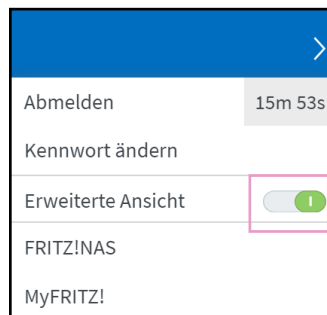 Abmelden 15m 53s
Kennwort ändern
Erweiterte Ansicht
FRITZ!NAS
MyFRITZ!